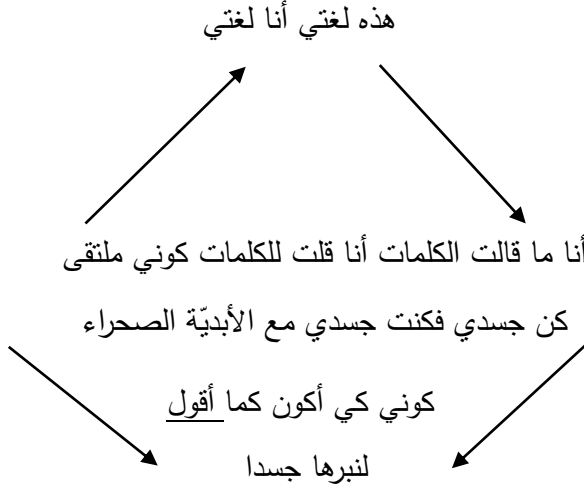 هذه لغتي أنا لغتي
أنا ما قالت الكلمات أنا قلت للكلمات كوني ملتقى
كن جسدي فكنت جسدي مع الأبديّة الصحراء
كوني كي أكون كما أقول
لنبرها جسدا